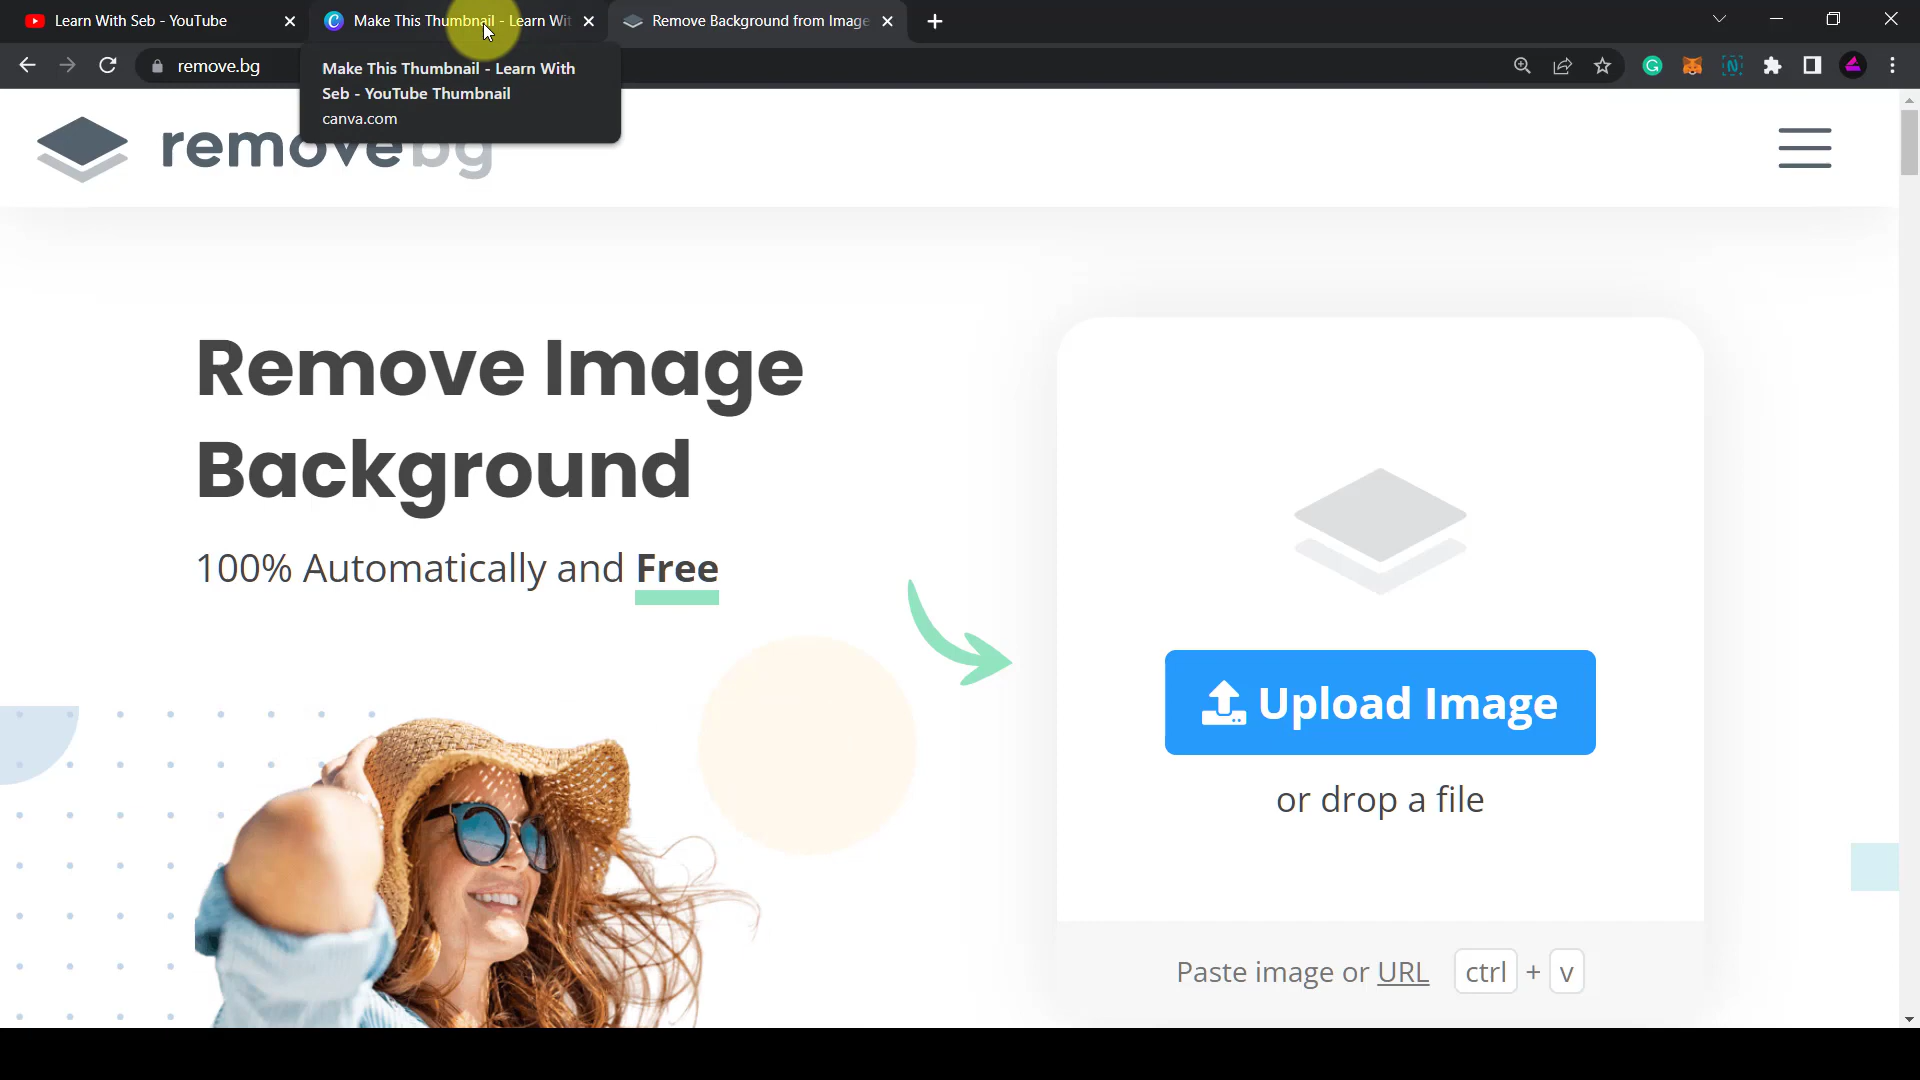 Learn With Seb - YouTube
Make This Thumbnail - Learn Wit
Remove Background from Image
remove.bg
Make This Thumbnail - Learn With
Seb - YouTube Thumbnail
canva.com
removebg
Remove Image
Background
100% Automatically and Free
Upload Image
or drop a file
Paste image or URL ctrl + v